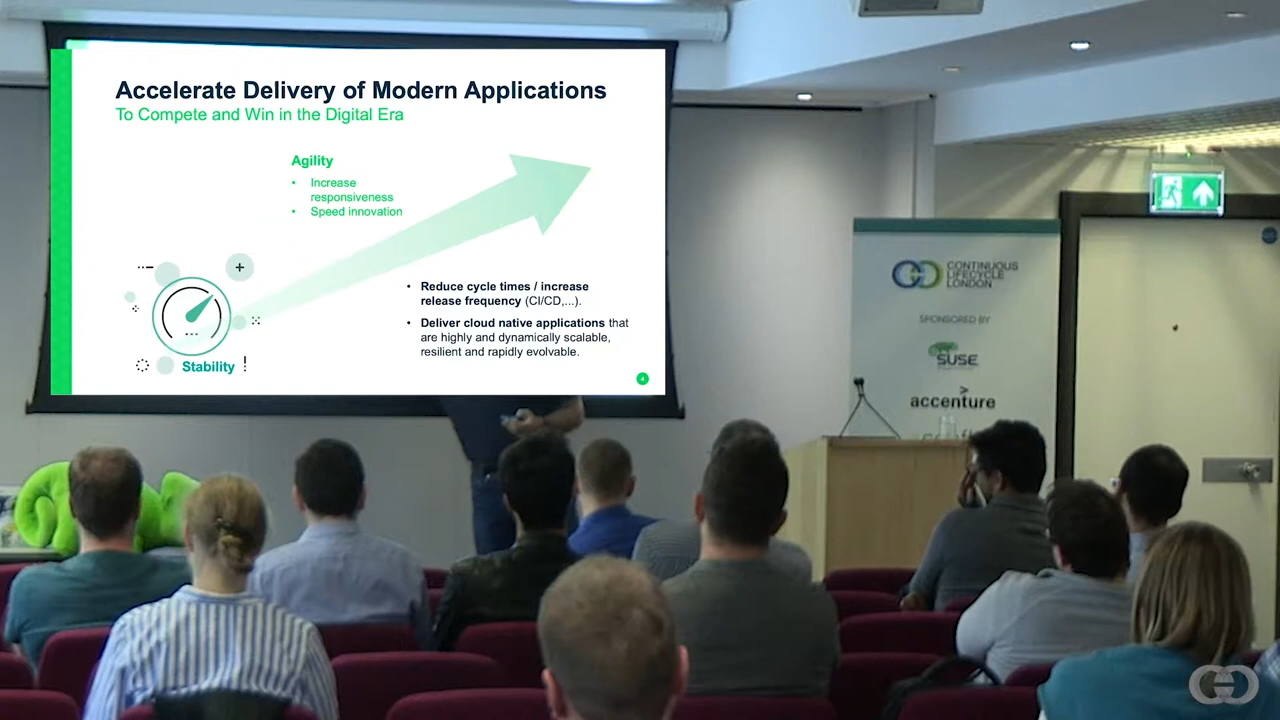 Accelerate Delivery of Modern Applications
To Compete and Win in the Digital Era
Agility
• Increase
responsiveness
• Speed innovation
• Reduce cycle times / increase
release frequency (CI/CD,...).
• Deliver cloud native applications that
are highly and dynamically scalable,
resilient and rapidly evolvable.
Stability
4
CONTINUOUS
LIFECYCLE
LONDON
SPONSORED BY
SUSE
accenture